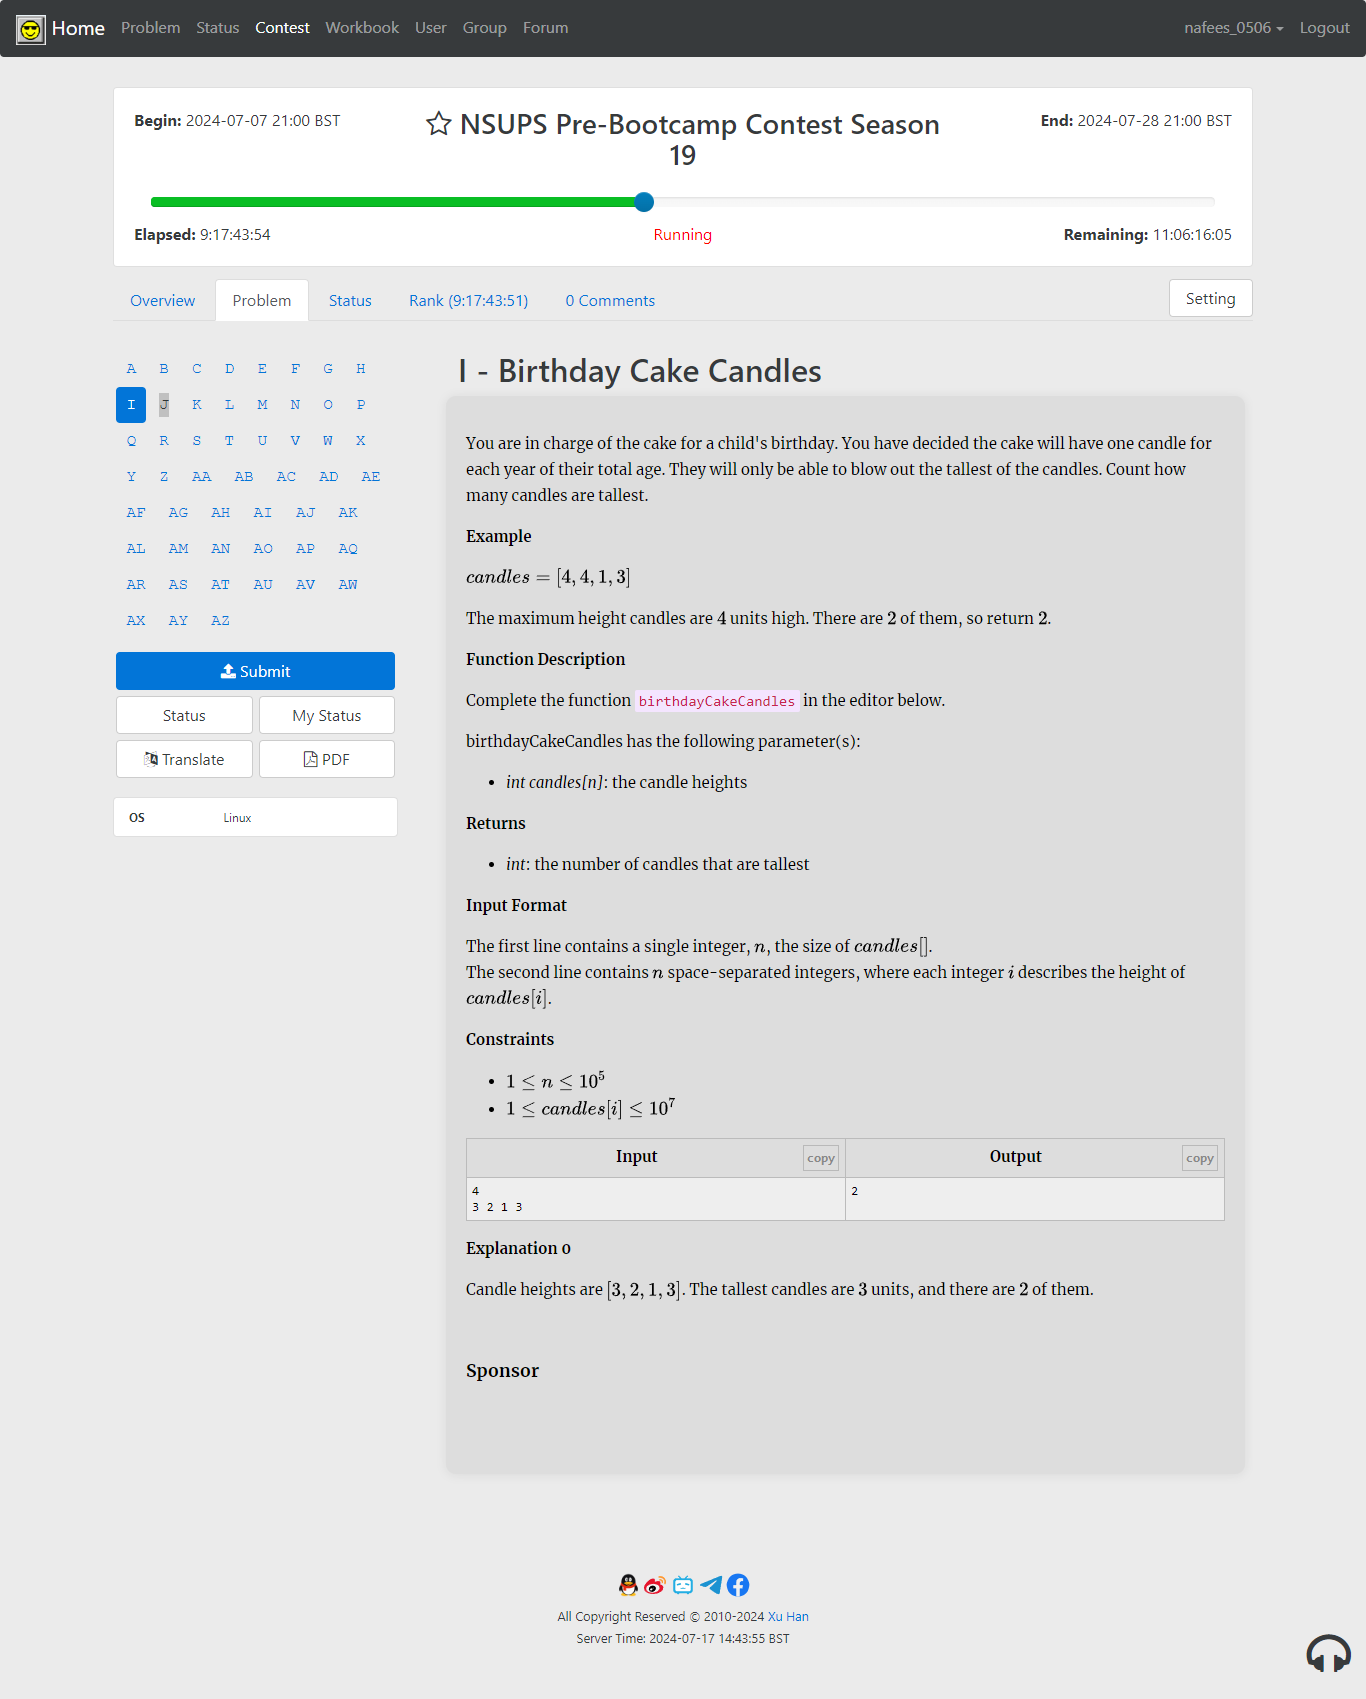 Home Problem Status Contest Workbook User Group Forum nafees_0506 Logout
Begin: 2024-07-07 21:00 BST
NSUPS Pre-Bootcamp Contest Season
19
End: 2024-07-28 21:00 BST
Elapsed: 9:17:43:54
Running
Remaining: 11:06:16:05
Overview Problem Status Rank (9:17:43:51) 0 Comments Setting
A B C D E F G H
I J K L M N O P
Q R S T U V W X
Y Z AA AB AC AD AE
AF AG AH AI AJ AK
AL AM AN AO AP AQ
AR AS AT AU AV AW
AX AY AZ
Submit
Status My Status
Translate PDF
OS Linux
I - Birthday Cake Candles
You are in charge of the cake for a child's birthday. You have decided the cake will have one candle for
each year of their total age. They will only be able to blow out the tallest of the candles. Count how
many candles are tallest.
Example
candles = [4, 4, 1, 3]
The maximum height candles are 4 units high. There are 2 of them, so return 2.
Function Description
Complete the function birthdayCakeCandles in the editor below.
birthdayCakeCandles has the following parameter(s):
• int candles[n]: the candle heights
Returns
• int: the number of candles that are tallest
Input Format
The first line contains a single integer, n, the size of candles[].
The second line contains n space-separated integers, where each integer i describes the height of
candles[i].
Constraints
• 1 ≤ n ≤ 10⁵
• 1 ≤ candles[i] ≤ 10⁷
Input copy Output copy
4
3 2 1 3
2
Explanation 0
Candle heights are [3, 2, 1, 3]. The tallest candles are 3 units, and there are 2 of them.
Sponsor
All Copyright Reserved © 2010-2024 Xu Han
Server Time: 2024-07-17 14:43:55 BST